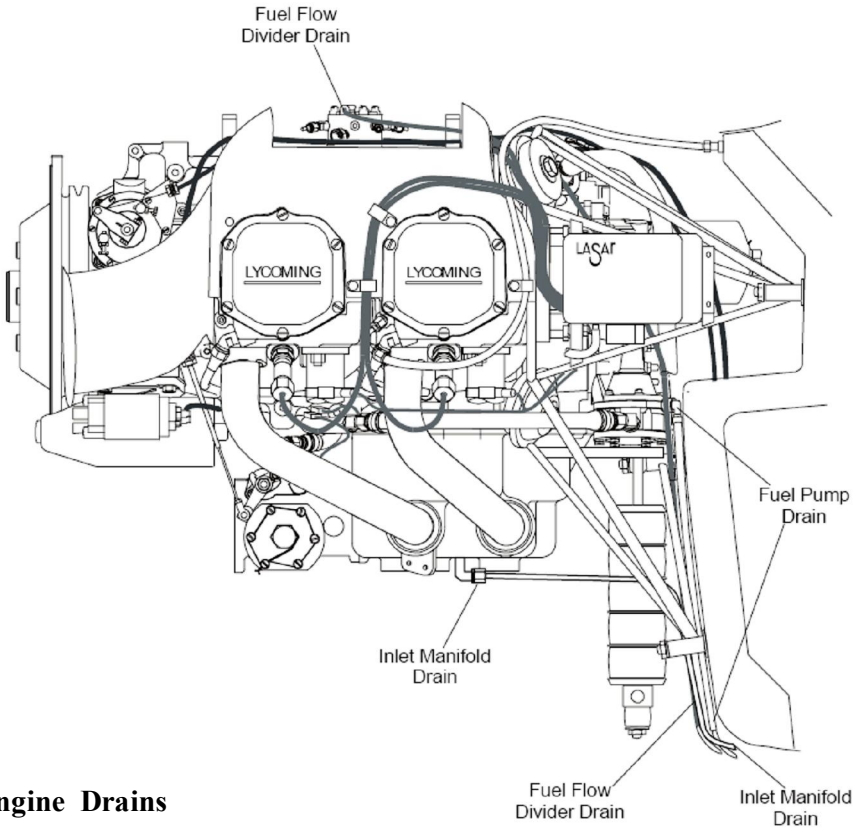 Fuel Flow
Divider Drain
LYCOMING
LYCOMING
LASAR
Fuel Pump
Drain
Inlet Manifold
Drain
Fuel Flow
Divider Drain
Inlet Manifold
Drain
ngine Drains